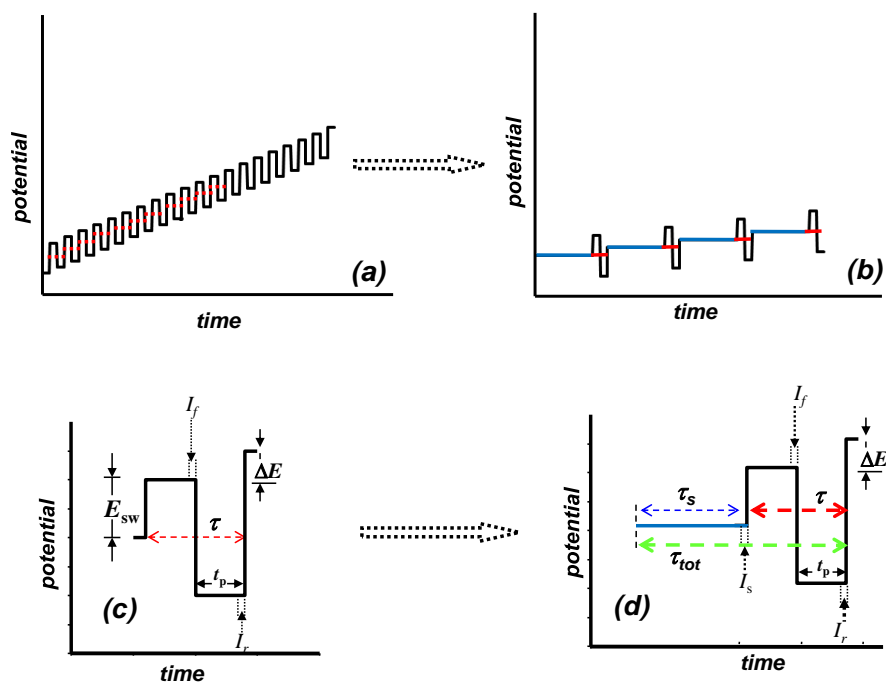 potential
(a)
time
potential
(b)
time
I_f
E_sw
τ
ΔE
t_p
(c)
I_r
potential
time
I_f
τ_s
τ
ΔE
τ_tot
t_p
I_s
(d)
I_r
potential
time